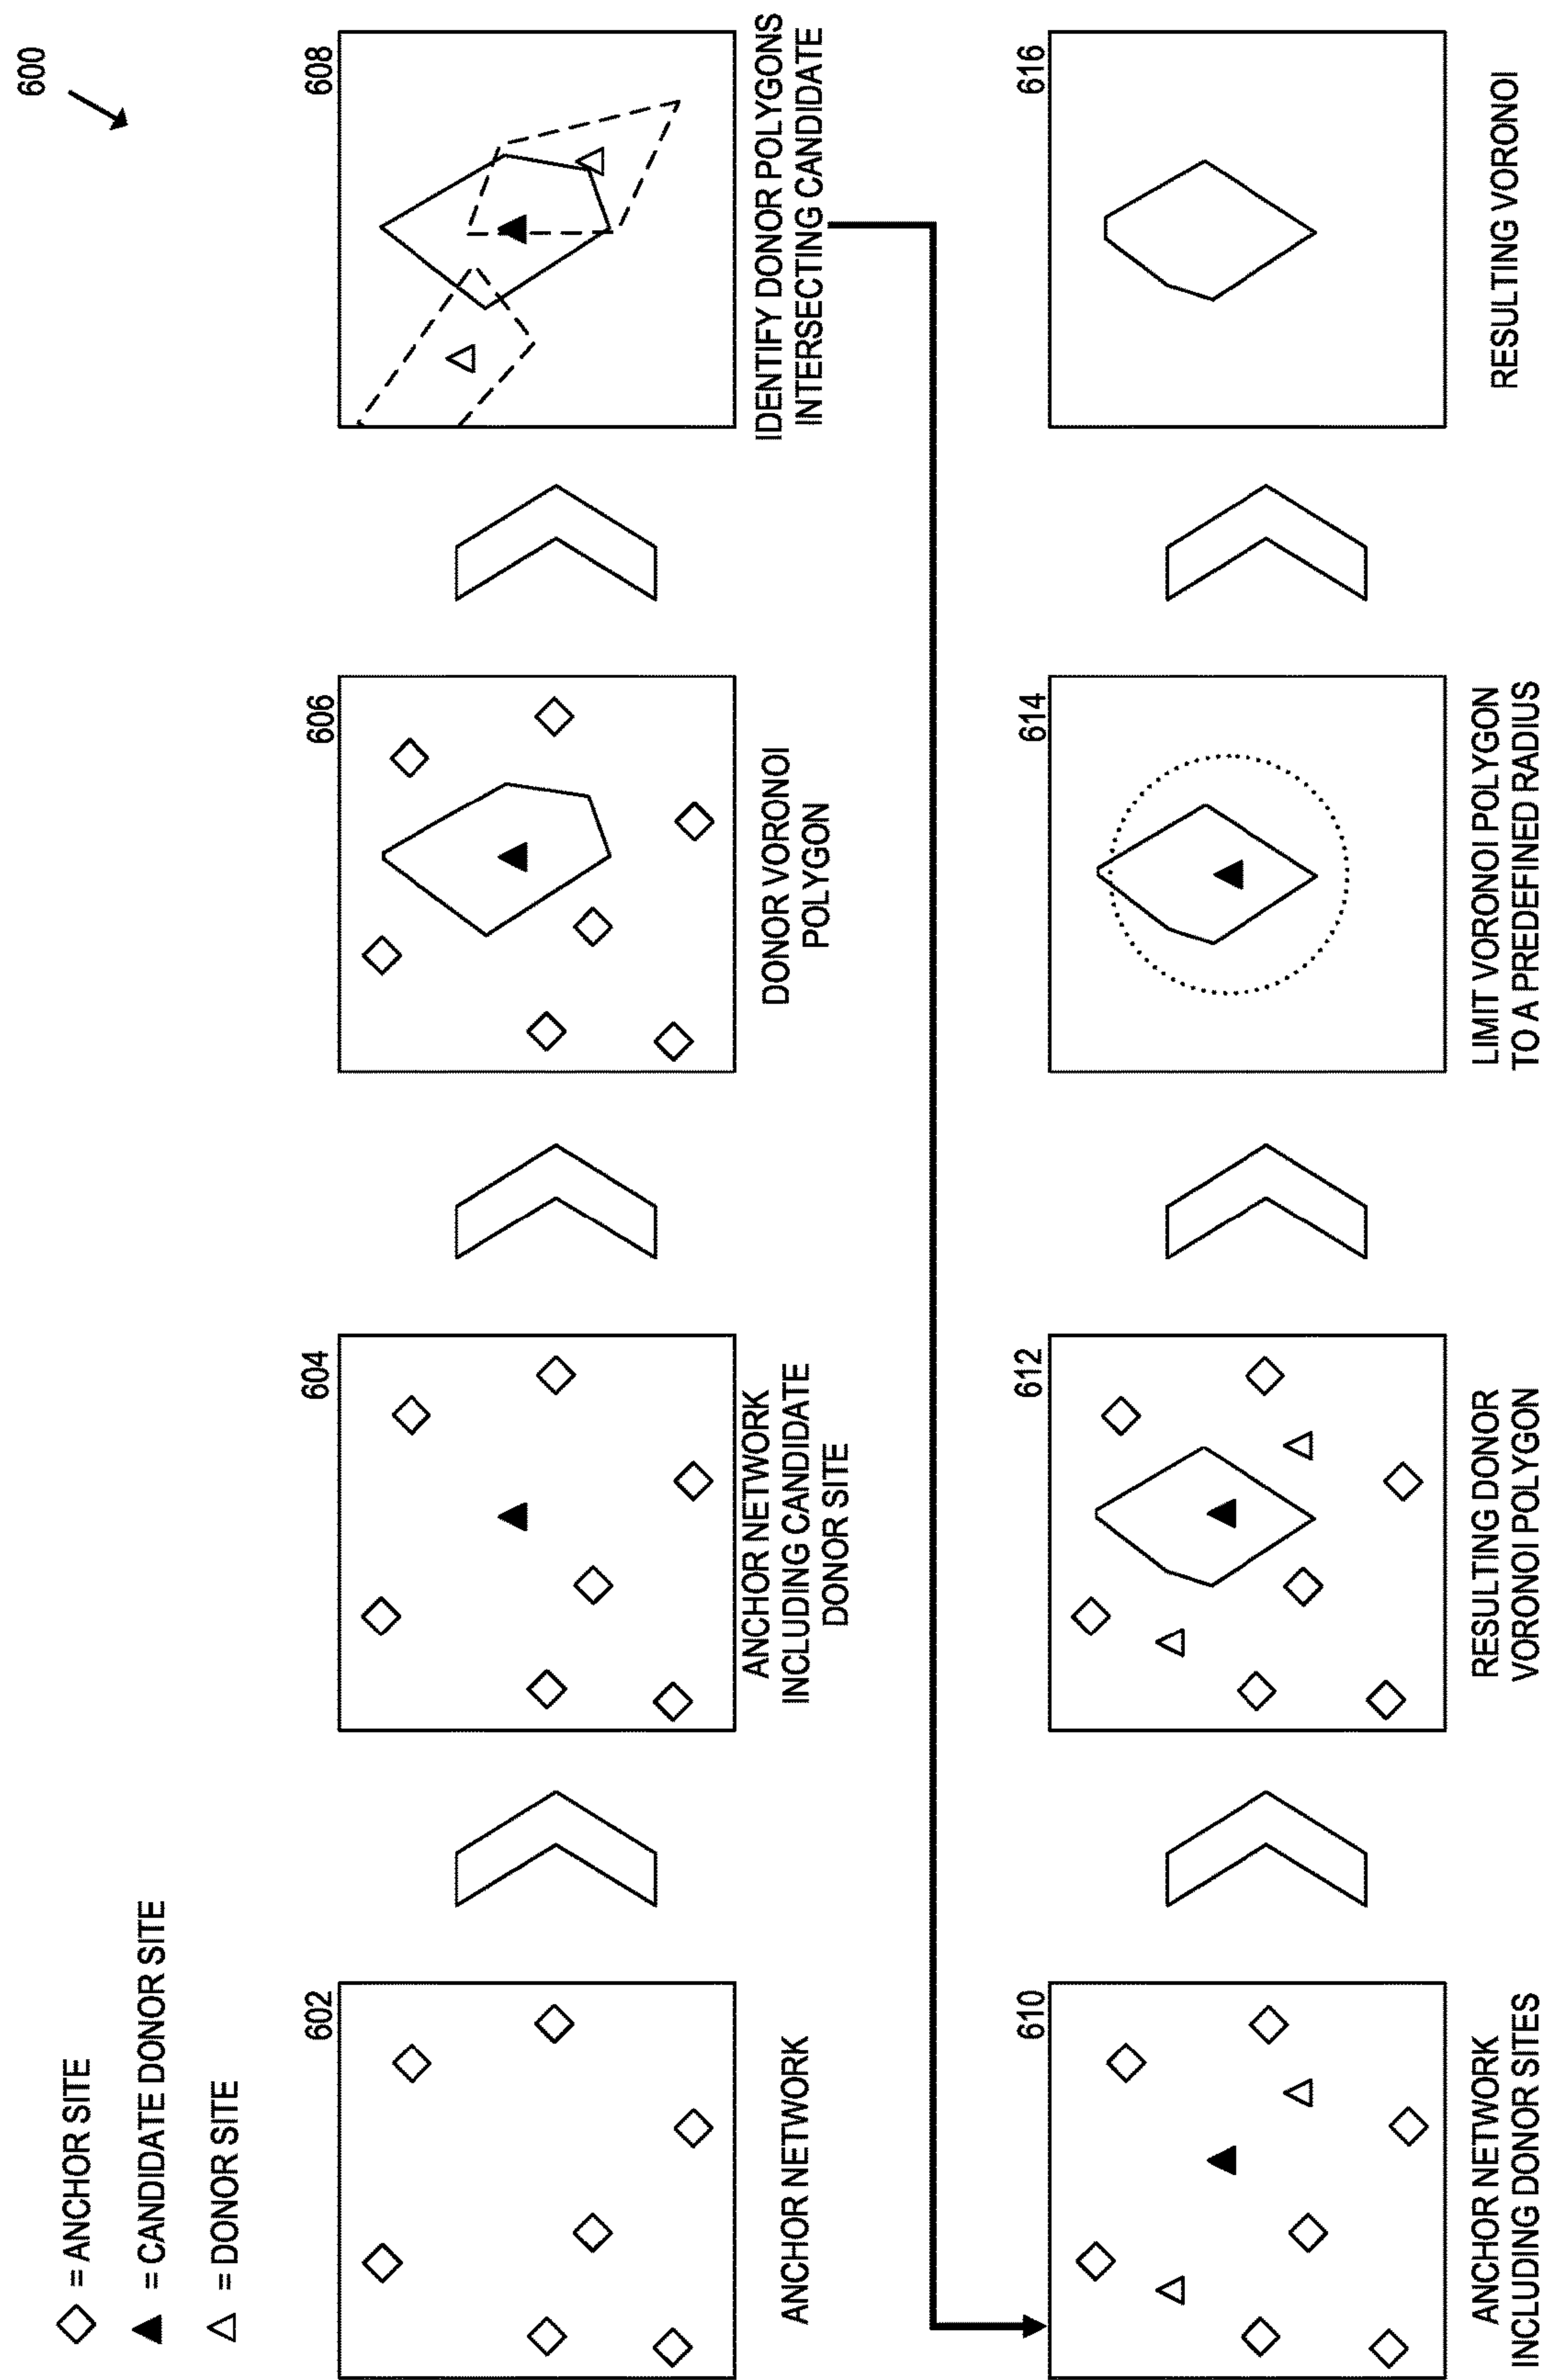 600
= ANCHOR SITE
= CANDIDATE DONOR SITE
= DONOR SITE
602
ANCHOR NETWORK
604
ANCHOR NETWORK
INCLUDING CANDIDATE
DONOR SITE
606
DONOR VORONOI
POLYGON
608
IDENTIFY DONOR POLYGONS
INTERSECTING CANDIDATE
610
ANCHOR NETWORK
INCLUDING DONOR SITES
612
RESULTING DONOR
VORONOI POLYGON
614
LIMIT VORONOI POLYGON
TO A PREDEFINED RADIUS
616
RESULTING VORONOI